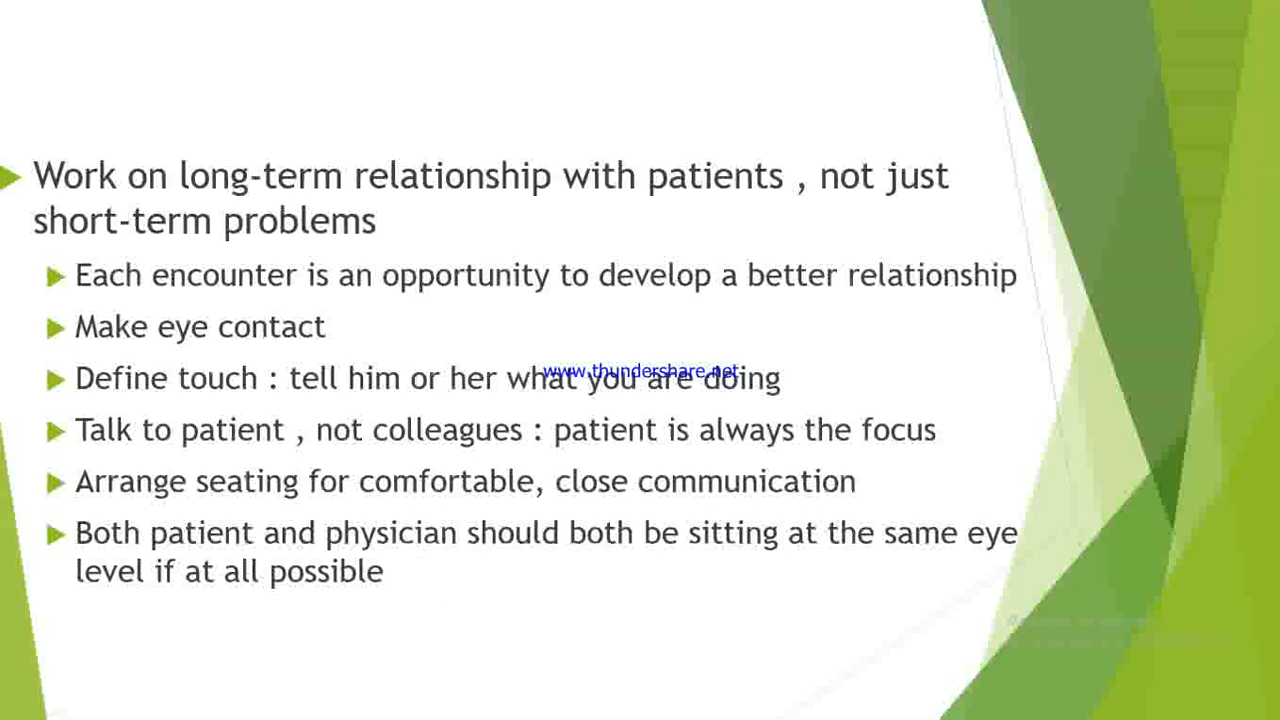 Work on long-term relationship with patients , not just
short-term problems
Each encounter is an opportunity to develop a better relationship
Make eye contact
Define touch : tell him or her what you are doing
www.thundershare.net
Talk to patient , not colleagues : patient is always the focus
Arrange seating for comfortable, close communication
Both patient and physician should both be sitting at the same eye
level if at all possible